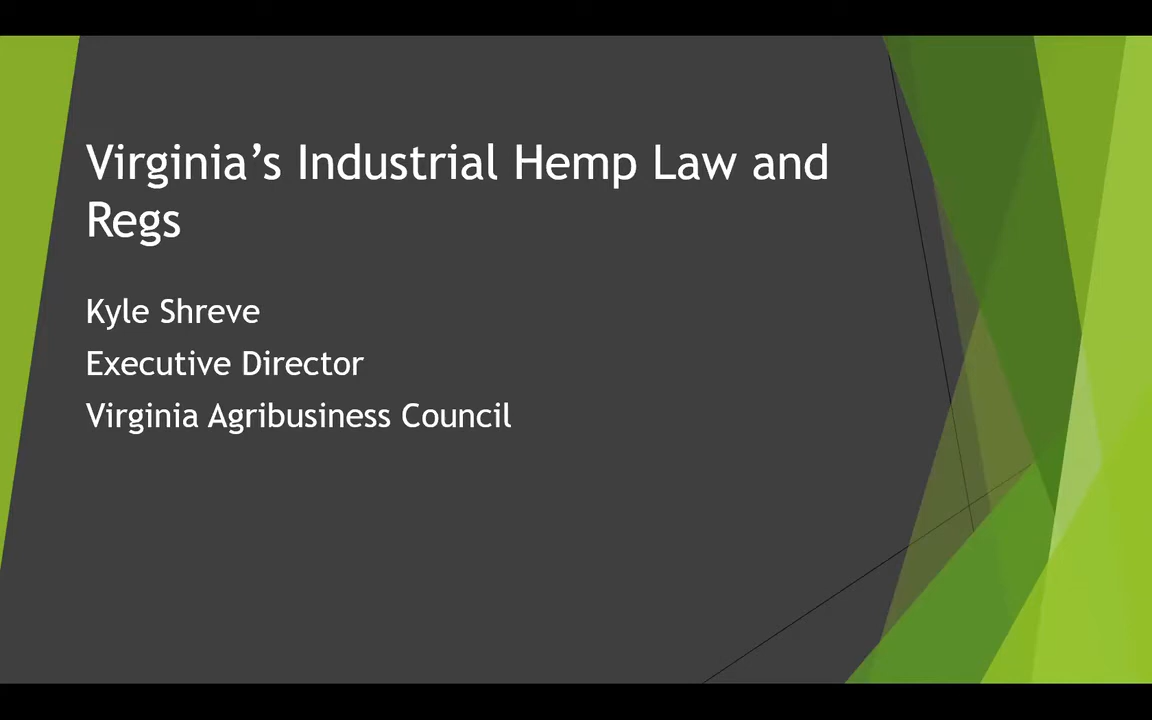 Virginia’s Industrial Hemp Law and
Regs
Kyle Shreve
Executive Director
Virginia Agribusiness Council